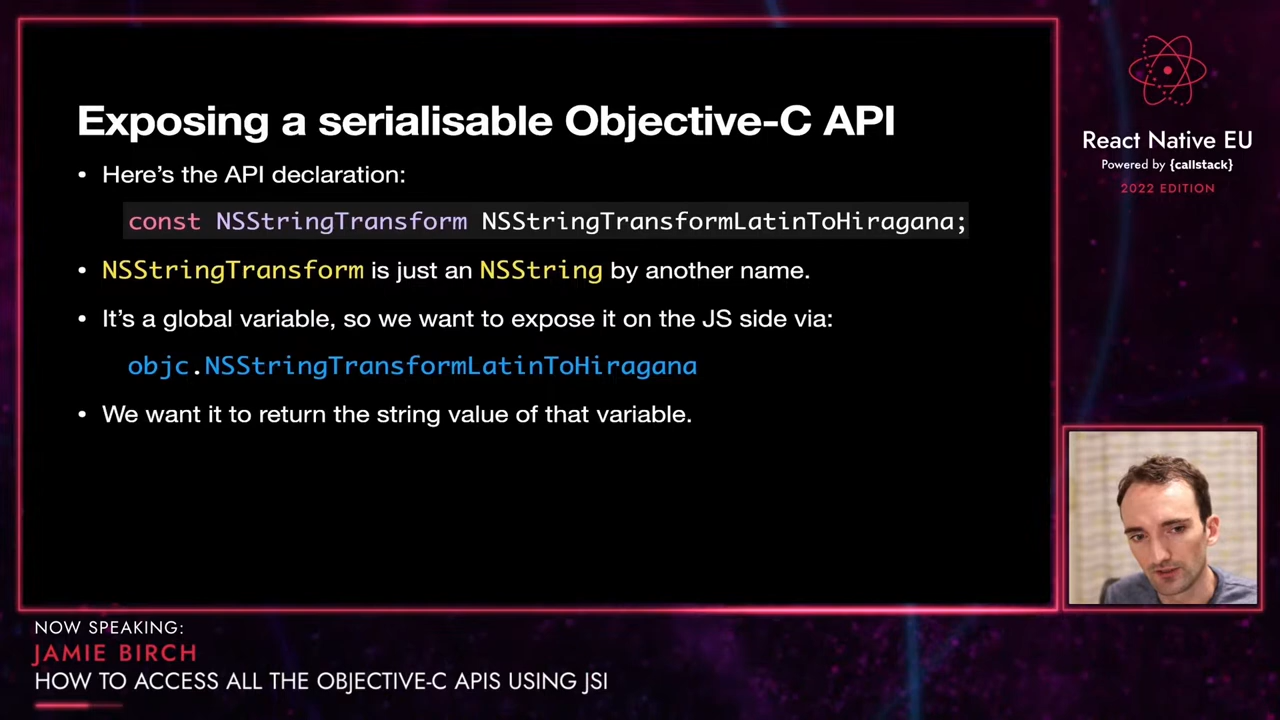 Exposing a serialisable Objective-C API
• Here's the API declaration:
const NSStringTransform NSStringTransformLatinToHiragana;
• NSStringTransform is just an NSString by another name.
• It's a global variable, so we want to expose it on the JS side via:
objc.NSStringTransformLatinToHiragana
• We want it to return the string value of that variable.
React Native EU
Powered by {callstack}
2022 EDITION
NOW SPEAKING:
JAMIE BIRCH
HOW TO ACCESS ALL THE OBJECTIVE-C APIS USING JSI